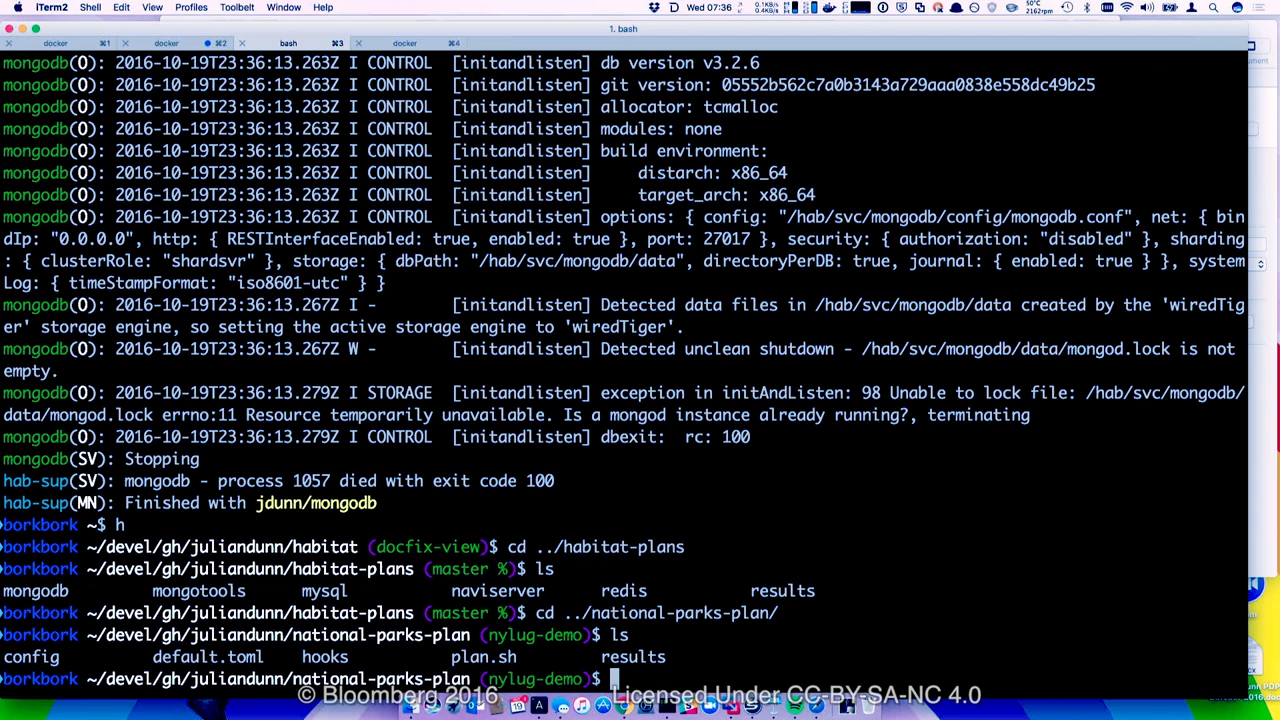 iTerm2 Shell Edit View Profiles Toolbelt Window Help 0.1KB/s 0.4KB/s Wed 07:36 50°C 2162rpm
1. bash
docker ⌘1 docker ⌘2 bash ⌘3 docker ⌘4
mongodb(O): 2016-10-19T23:36:13.263Z I CONTROL [initandlisten] db version v3.2.6
mongodb(O): 2016-10-19T23:36:13.263Z I CONTROL [initandlisten] git version: 05552b562c7a0b3143a729aaa0838e558dc49b25
mongodb(O): 2016-10-19T23:36:13.263Z I CONTROL [initandlisten] allocator: tcmalloc
mongodb(O): 2016-10-19T23:36:13.263Z I CONTROL [initandlisten] modules: none
mongodb(O): 2016-10-19T23:36:13.263Z I CONTROL [initandlisten] build environment:
mongodb(O): 2016-10-19T23:36:13.263Z I CONTROL [initandlisten] distarch: x86_64
mongodb(O): 2016-10-19T23:36:13.263Z I CONTROL [initandlisten] target_arch: x86_64
mongodb(O): 2016-10-19T23:36:13.263Z I CONTROL [initandlisten] options: { config: "/hab/svc/mongodb/config/mongodb.conf", net: { bin
dIp: "0.0.0.0", http: { RESTInterfaceEnabled: true, enabled: true }, port: 27017 }, security: { authorization: "disabled" }, sharding
: { clusterRole: "shardsvr" }, storage: { dbPath: "/hab/svc/mongodb/data", directoryPerDB: true, journal: { enabled: true } }, system
Log: { timeStampFormat: "iso8601-utc" } }
mongodb(O): 2016-10-19T23:36:13.267Z I - [initandlisten] Detected data files in /hab/svc/mongodb/data created by the 'wiredTig
er' storage engine, so setting the active storage engine to 'wiredTiger'.
mongodb(O): 2016-10-19T23:36:13.267Z W - [initandlisten] Detected unclean shutdown - /hab/svc/mongodb/data/mongod.lock is not
empty.
mongodb(O): 2016-10-19T23:36:13.279Z I STORAGE [initandlisten] exception in initAndListen: 98 Unable to lock file: /hab/svc/mongodb/
data/mongod.lock errno:11 Resource temporarily unavailable. Is a mongod instance already running?, terminating
mongodb(O): 2016-10-19T23:36:13.279Z I CONTROL [initandlisten] dbexit: rc: 100
mongodb(SV): Stopping
hab-sup(SV): mongodb - process 1057 died with exit code 100
hab-sup(MN): Finished with jdunn/mongodb
borkbork ~$ h
borkbork ~/devel/gh/juliandunn/habitat (docfix-view)$ cd ../habitat-plans
borkbork ~/devel/gh/juliandunn/habitat-plans (master %)$ ls
mongodb mongotools mysql naviserver redis results
borkbork ~/devel/gh/juliandunn/habitat-plans (master %)$ cd ../national-parks-plan/
borkbork ~/devel/gh/juliandunn/national-parks-plan (nylug-demo)$ ls
config default.toml hooks plan.sh results
borkbork ~/devel/gh/juliandunn/national-parks-plan (nylug-demo)$
© Bloomberg 2016. Licensed Under CC-BY-SA-NC 4.0